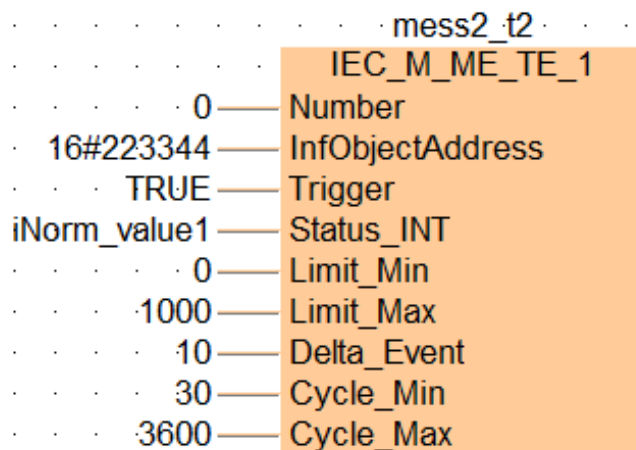 mess2_t2
IEC_M_ME_TE_1
0 Number
16#223344 InfObjectAddress
TRUE Trigger
iNorm_value1 Status_INT
0 Limit_Min
1000 Limit_Max
10 Delta_Event
30 Cycle_Min
3600 Cycle_Max